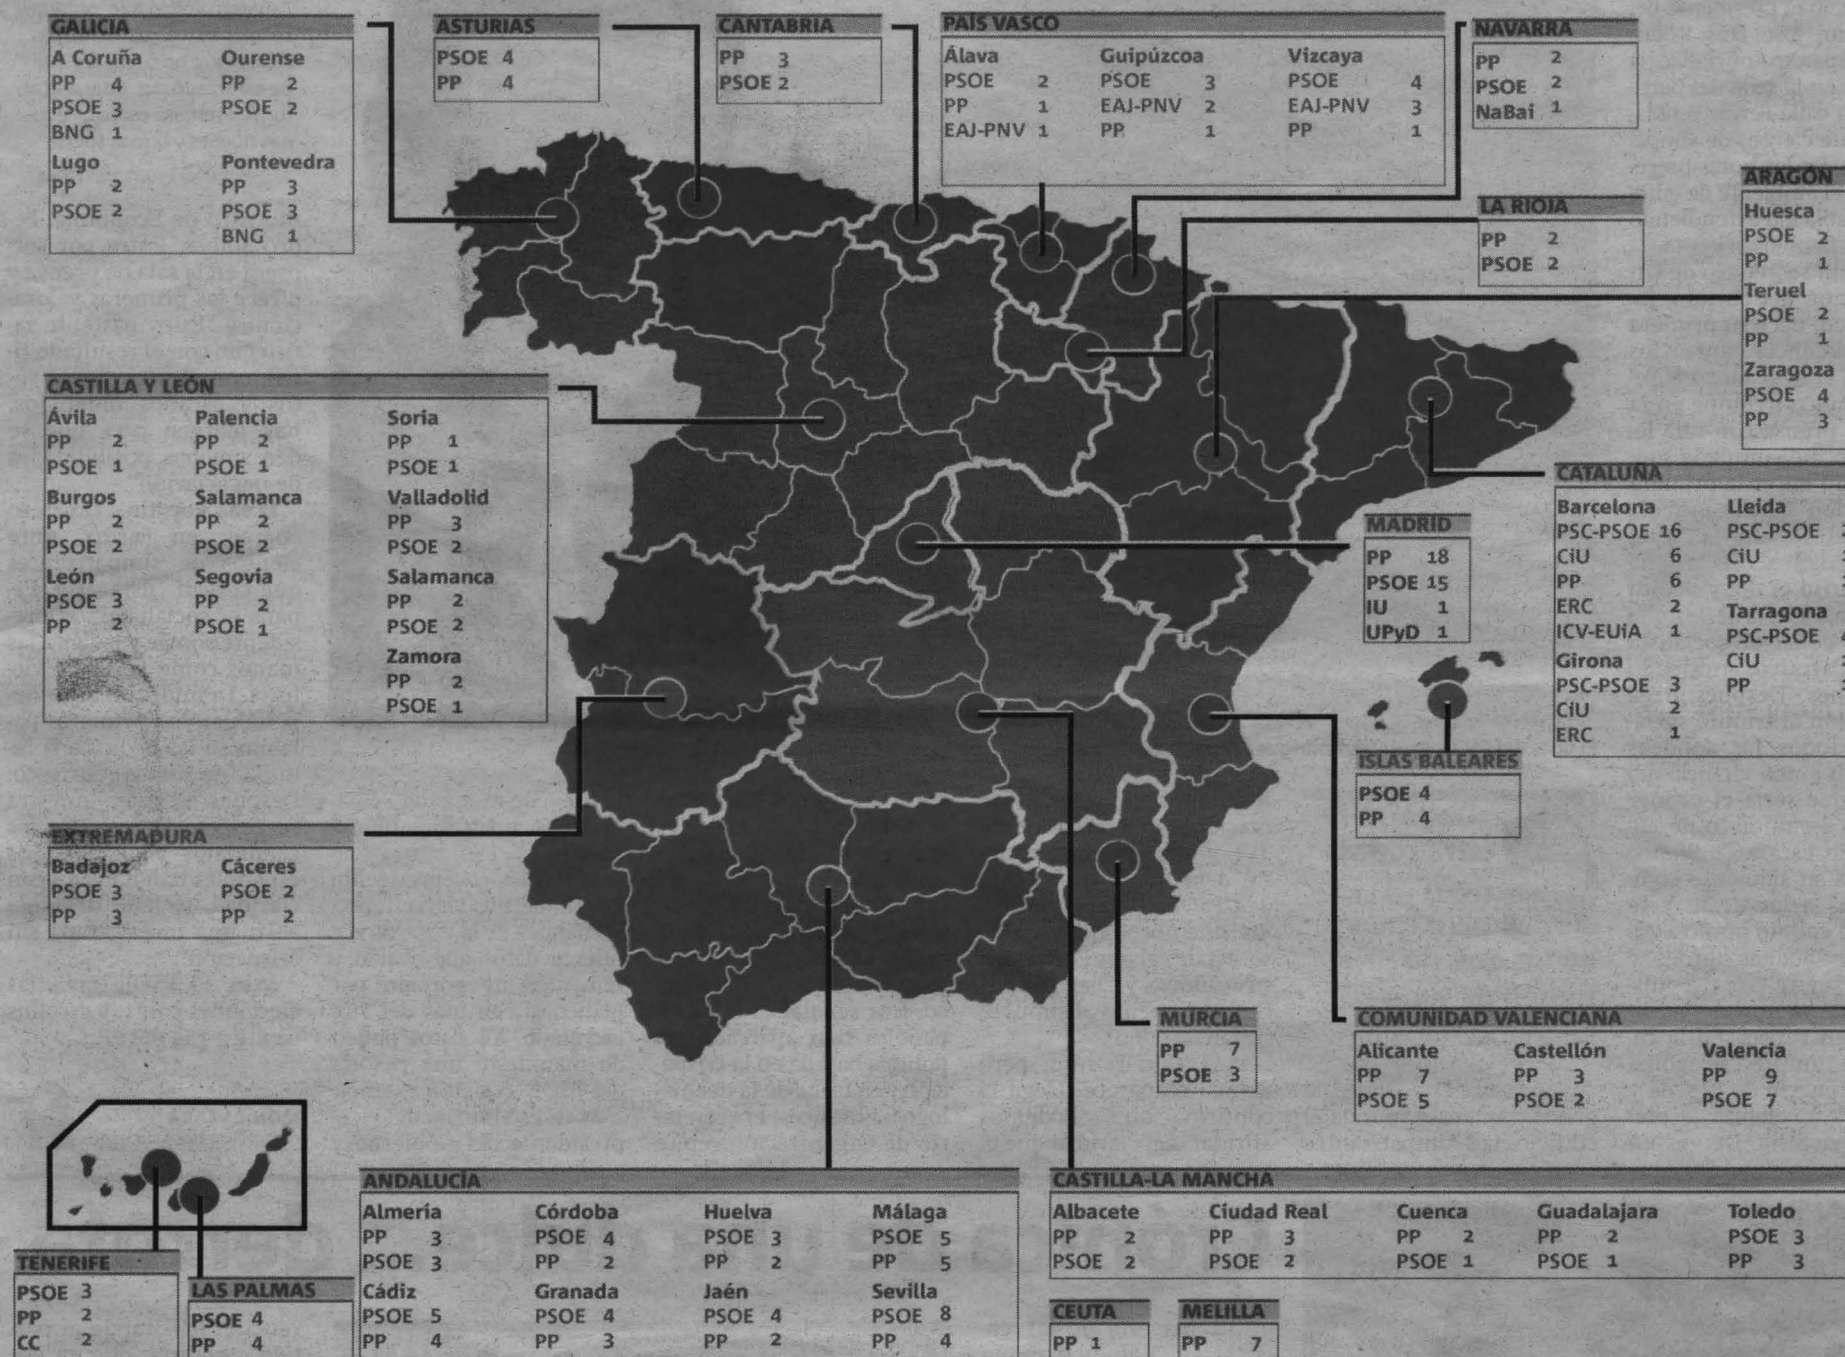 GALICIA
A Coruña Ourense
PP 4 PP 2
PSOE 3 PSOE 2
BNG 1
Lugo Pontevedra
PP 2 PP 3
PSOE 2 PSOE 3
BNG 1
ASTURIAS
PSOE 4
PP 4
CANTABRIA
PP 3
PSOE 2
PAÍS VASCO
Álava Guipúzcoa Vizcaya
PSOE 2 PSOE 3 PSOE 4
PP 1 EAJ-PNV 2 EAJ-PNV 3
EAJ-PNV 1 PP 1 PP 1
NAVARRA
PP 2
PSOE 2
NaBai 1
LA RIOJA
PP 2
PSOE 2
ARAGÓN
Huesca
PSOE 2
PP 1
Teruel
PSOE 2
PP 1
Zaragoza
PSOE 4
PP 3
CASTILLA Y LEÓN
Ávila Palencia Soria
PP 2 PP 2 PP 1
PSOE 1 PSOE 1 PSOE 1
Burgos Salamanca Valladolid
PP 2 PP 2 PP 3
PSOE 2 PSOE 2 PSOE 2
León Segovia Salamanca
PSOE 3 PP 2 PP 2
PP 2 PSOE 1 PSOE 2
Zamora
PP 2
PSOE 1
CATALUÑA
Barcelona Lleida
PSC-PSOE 16 PSC-PSOE
CiU 6 CiU
PP 6 PP
ERC 2 Tarragona
ICV-EUiA 1 PSC-PSOE
Girona CiU
PSC-PSOE 3 PP
CiU 2
ERC 1
MADRID
PP 18
PSOE 15
IU 1
UPyD 1
ISLAS BALEARES
PSOE 4
PP 4
EXTREMADURA
Badajoz Cáceres
PSOE 3 PSOE 2
PP 3 PP 2
MURCIA
PP 7
PSOE 3
COMUNIDAD VALENCIANA
Alicante Castellón Valencia
PP 7 PP 3 PP 9
PSOE 5 PSOE 2 PSOE 7
TENERIFE
PSOE 3
PP 2
CC 2
LAS PALMAS
PSOE 4
PP 4
ANDALUCÍA
Almería Córdoba Huelva Málaga
PP 3 PSOE 4 PSOE 3 PSOE 5
PSOE 3 PP 2 PP 2 PP 5
Cádiz Granada Jaén Sevilla
PSOE 5 PSOE 4 PSOE 4 PSOE 8
PP 4 PP 3 PP 2 PP 4
CASTILLA-LA MANCHA
Albacete Ciudad Real Cuenca Guadalajara Toledo
PP 2 PP 3 PP 2 PP 2 PSOE 3
PSOE 2 PSOE 2 PSOE 1 PSOE 1 PP 3
CEUTA
PP 1
MELILLA
PP 7